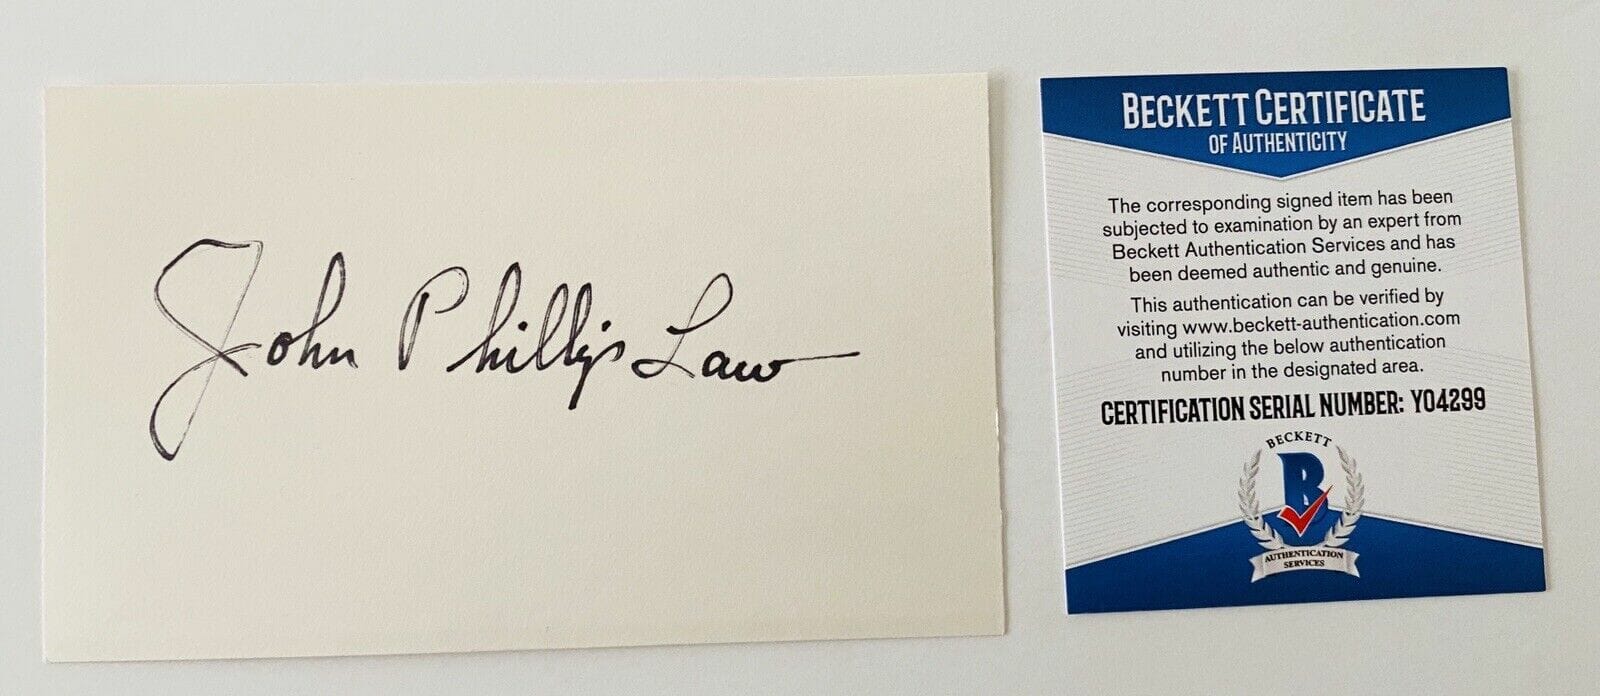 John Phillips Law
BECKETT CERTIFICATE
OF AUTHENTICITY
The corresponding signed item has been
subjected to examination by an expert from
Beckett Authentication Services and has
been deemed authentic and genuine.
This authentication can be verified by
visiting www.beckett-authentication.com
and utilizing the below authentication
number in the designated area.
CERTIFICATION SERIAL NUMBER: Y04299
BECKETT
B
AUTHENTICATION
SERVICES